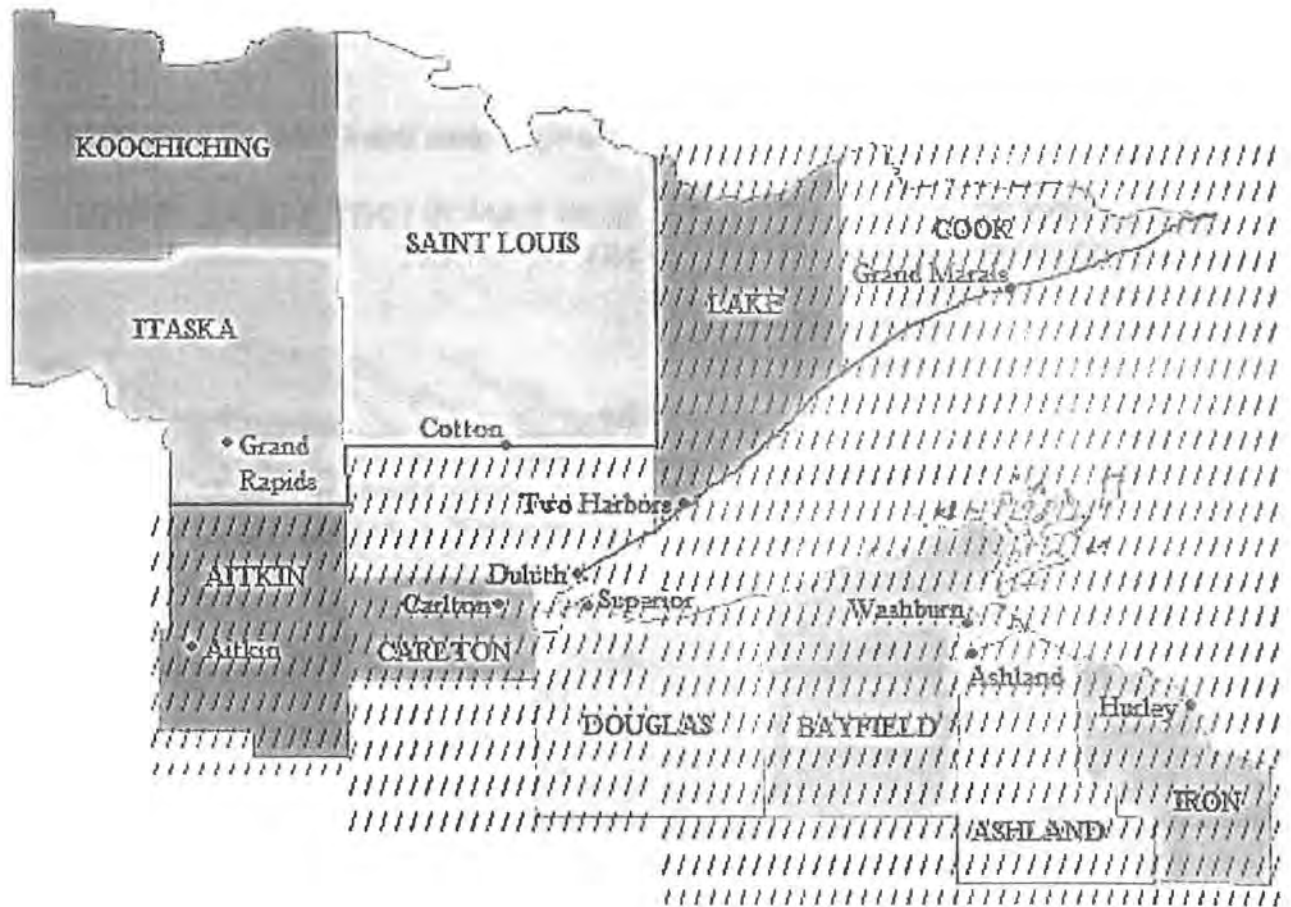 KOOCHICHING
SAINT LOUIS
COOK
Grand Marais
LAKE
ITASKA
Cotton
Grand
Rapids
Two Harbors
AITKIN
Duluth
Carlton
Superior
Washburn
Aitkin
CARLTON
Ashland
Hurley
DOUGLAS
BAYFIELD
IRON
ASHLAND